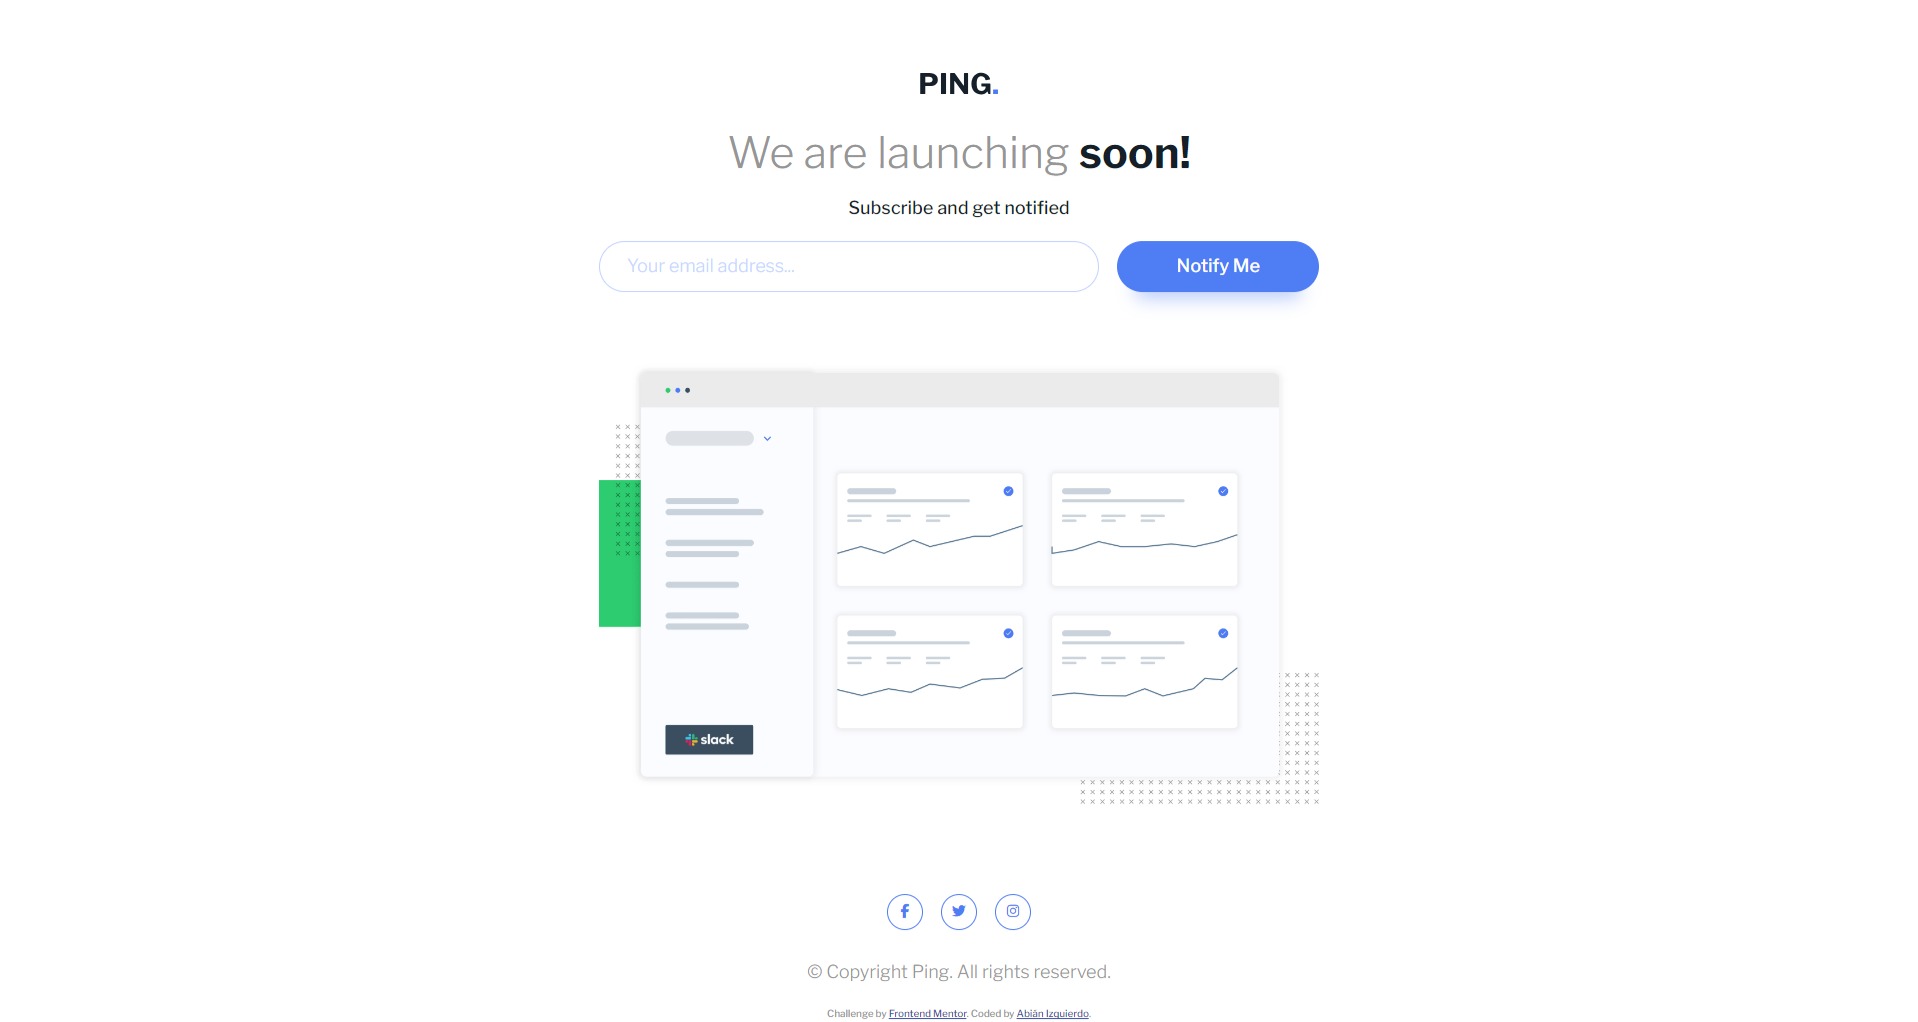 PING.
We are launching soon!
Subscribe and get notified
Your email address...
Notify Me
slack
© Copyright Ping. All rights reserved.
Challenge by Frontend Mentor. Coded by Abián Izquierdo.